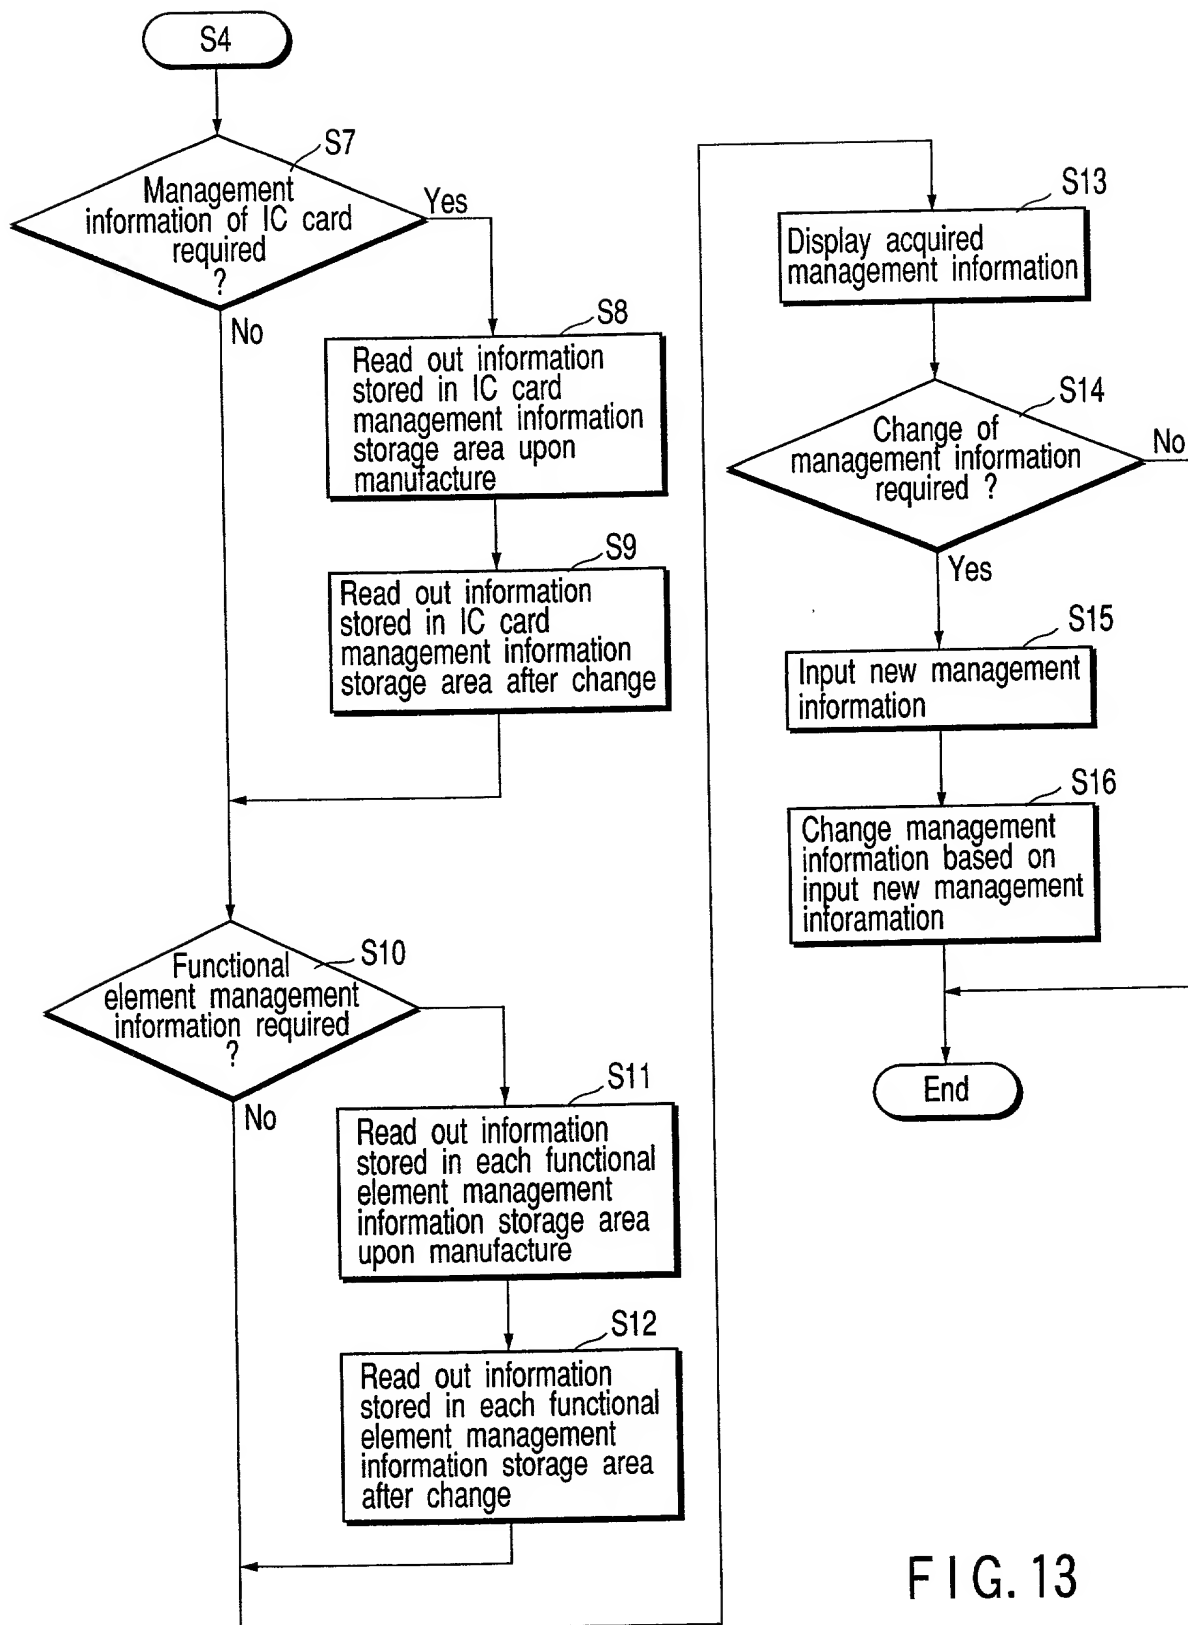 S4
S7
Management
information of IC card
required
?
Yes
No
S8
Read out information
stored in IC card
management information
storage area upon
manufacture
S9
Read out information
stored in IC card
management information
storage area after change
S10
Functional
element management
information required
?
No
S11
Read out information
stored in each functional
element management
information storage area
upon manufacture
S12
Read out information
stored in each functional
element management
information storage area
after change
S13
Display acquired
management information
S14
Change of
management information
required ?
No
Yes
S15
Input new management
information
S16
Change management
information based on
input new management
inforamation
End
FIG. 13